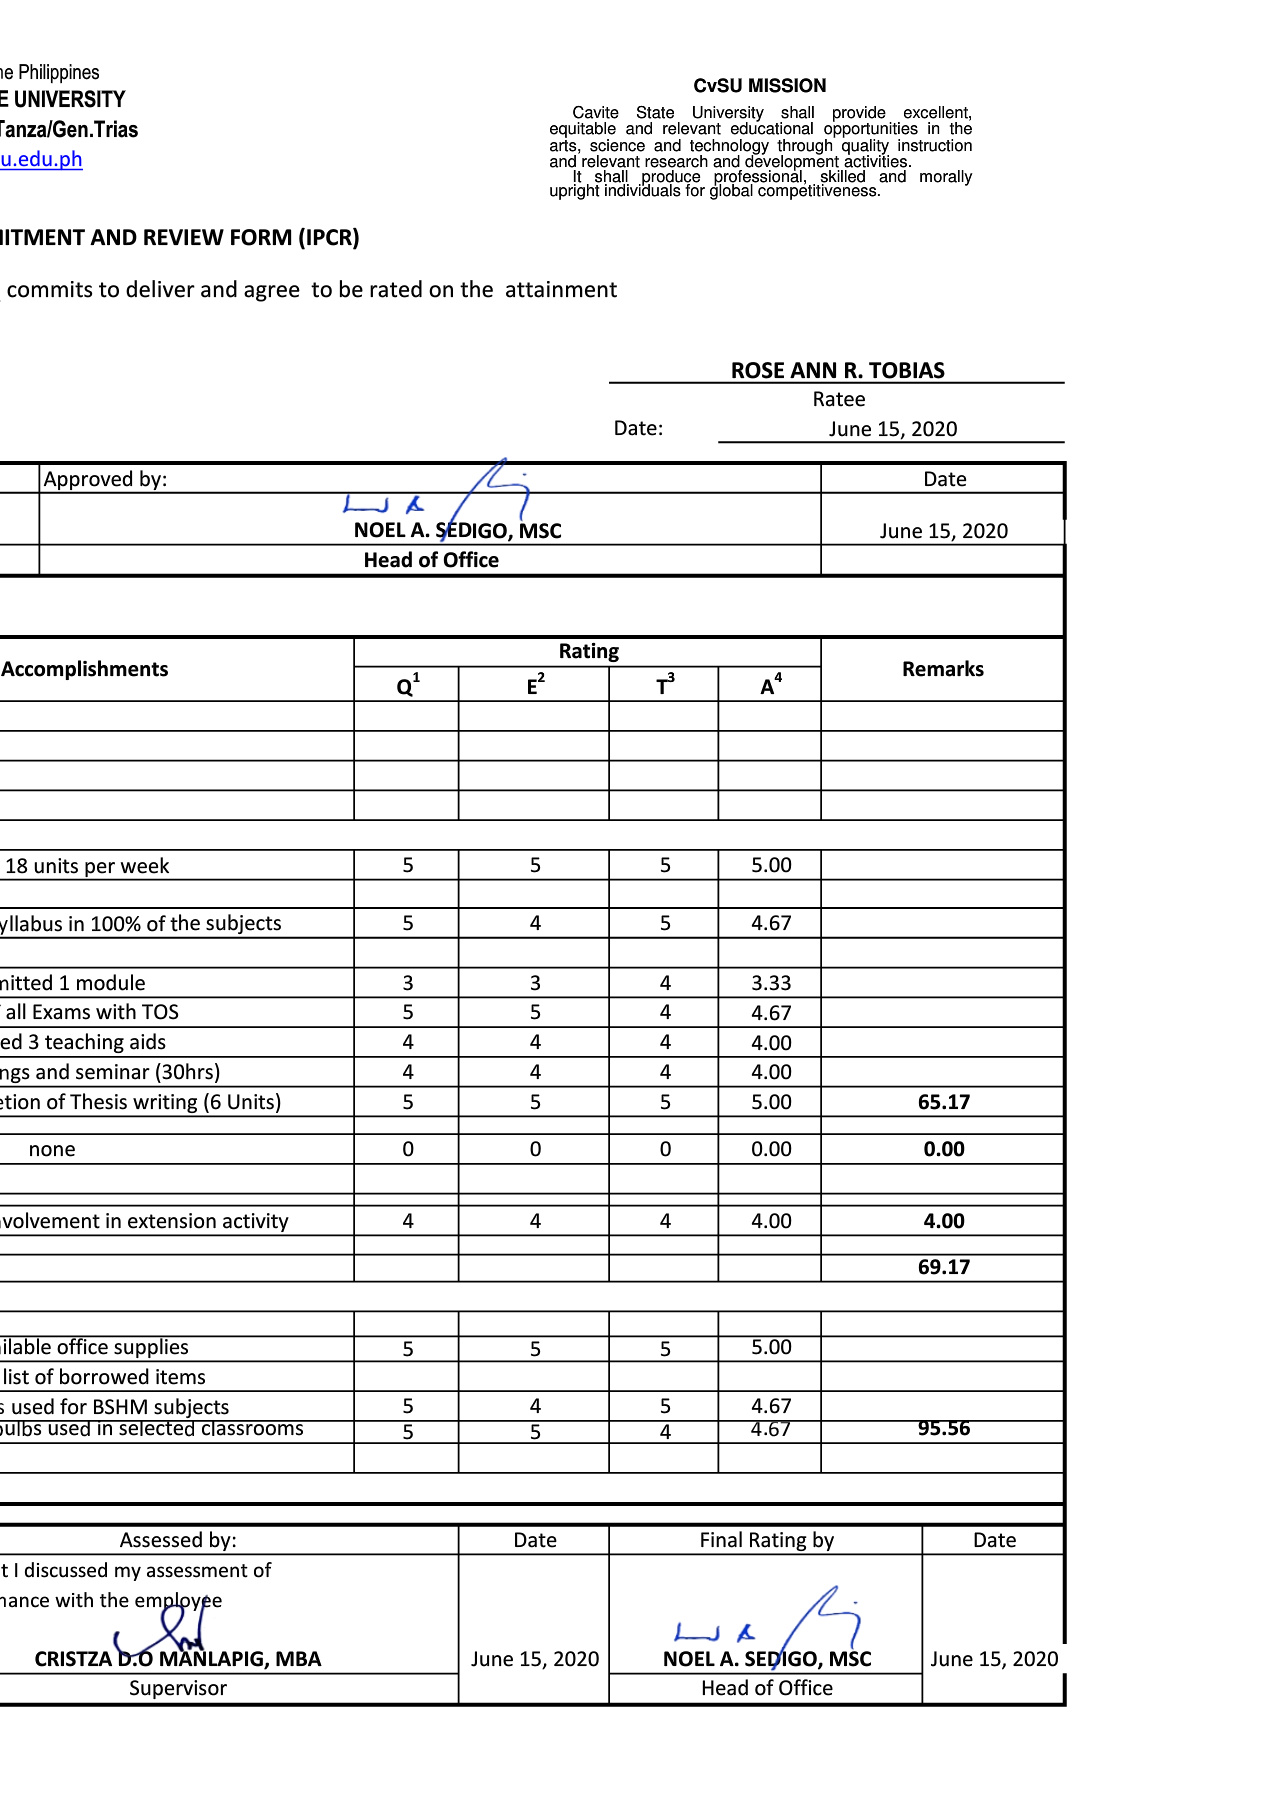 ne Philippines
E UNIVERSITY
Tanza/Gen.Trias
u.edu.ph
CvSU MISSION
Cavite State University shall provide excellent,
equitable and relevant educational opportunities in the
arts, science and technology through quality instruction
and relevant research and development activities.
It shall produce professional, skilled and morally
upright individuals for global competitiveness.
MITMENT AND REVIEW FORM (IPCR)
commits to deliver and agree to be rated on the attainment
ROSE ANN R. TOBIAS
Ratee
Date: June 15, 2020
Approved by: Date
NOEL A. SEDIGO, MSC June 15, 2020
Head of Office
Accomplishments Rating Remarks
Q1 E2 T3 A4
18 units per week 5 5 5 5.00
yllabus in 100% of the subjects 5 4 5 4.67
mitted 1 module 3 3 4 3.33
f all Exams with TOS 5 5 4 4.67
ed 3 teaching aids 4 4 4 4.00
ngs and seminar (30hrs) 4 4 4 4.00
etion of Thesis writing (6 Units) 5 5 5 5.00 65.17
none 0 0 0 0.00 0.00
nvolvement in extension activity 4 4 4 4.00 4.00
69.17
ilable office supplies 5 5 5 5.00
list of borrowed items
s used for BSHM subjects 5 4 5 4.67
bulbs used in selected classrooms 5 5 4 4.67 95.56
Assessed by: Date Final Rating by Date
t I discussed my assessment of
mance with the employee
CRISTZA D.O MANLAPIG, MBA June 15, 2020 NOEL A. SEDIGO, MSC June 15, 2020
Supervisor Head of Office